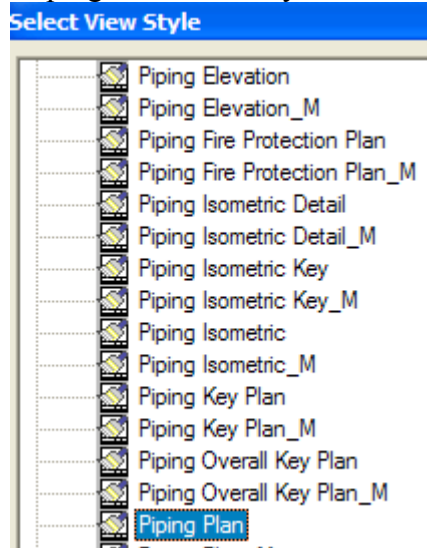 Select View Style
Piping Elevation
Piping Elevation_M
Piping Fire Protection Plan
Piping Fire Protection Plan_M
Piping Isometric Detail
Piping Isometric Detail_M
Piping Isometric Key
Piping Isometric Key_M
Piping Isometric
Piping Isometric_M
Piping Key Plan
Piping Key Plan_M
Piping Overall Key Plan
Piping Overall Key Plan_M
Piping Plan